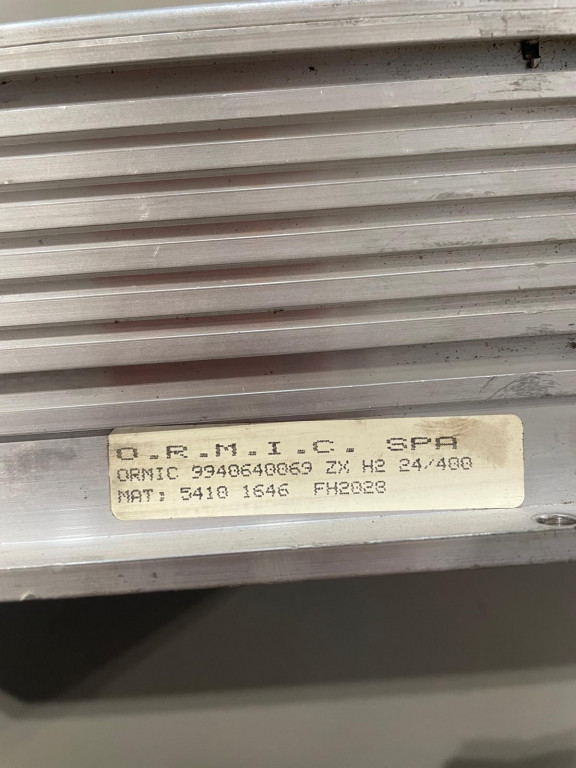 O.R.M.I.C. SPA
ORMIC 9940640069 ZX H2 24/400
MAT: 5410 1646 FH2028